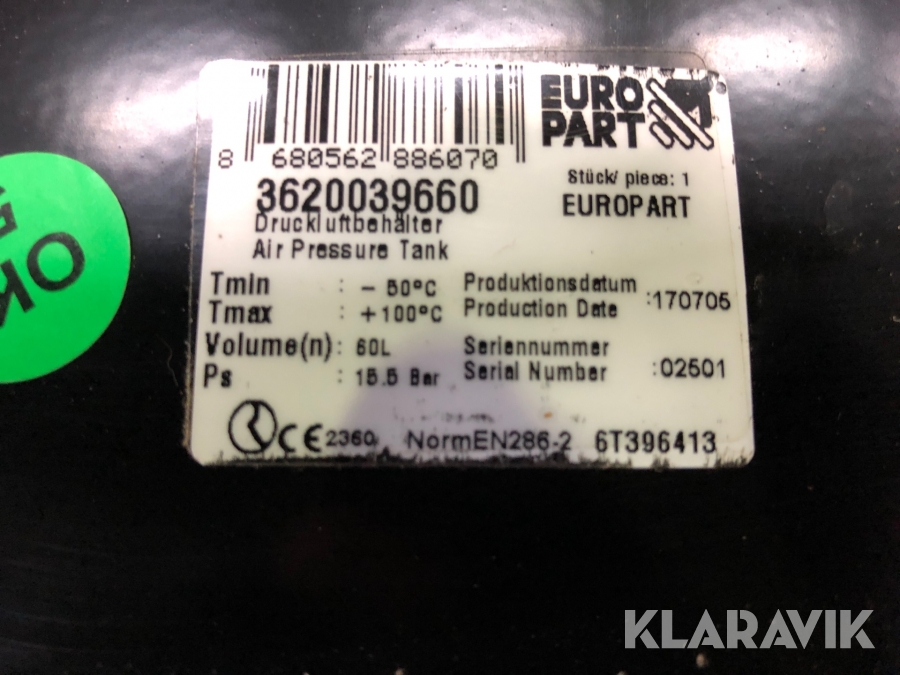 EURO
PART
8 680562 886070
3620039660
Stück/ piece: 1
EUROPART
Druckluftbehälter
Air Pressure Tank
Tmin : - 50°C
Tmax : +100°C
Volume(n): 60L
Ps : 15.5 Bar
Produktionsdatum
Production Date :170705
Seriennummer
Serial Number :02501
CE 2360 NormEN286-2 6T396413
OK
KLARAVIK